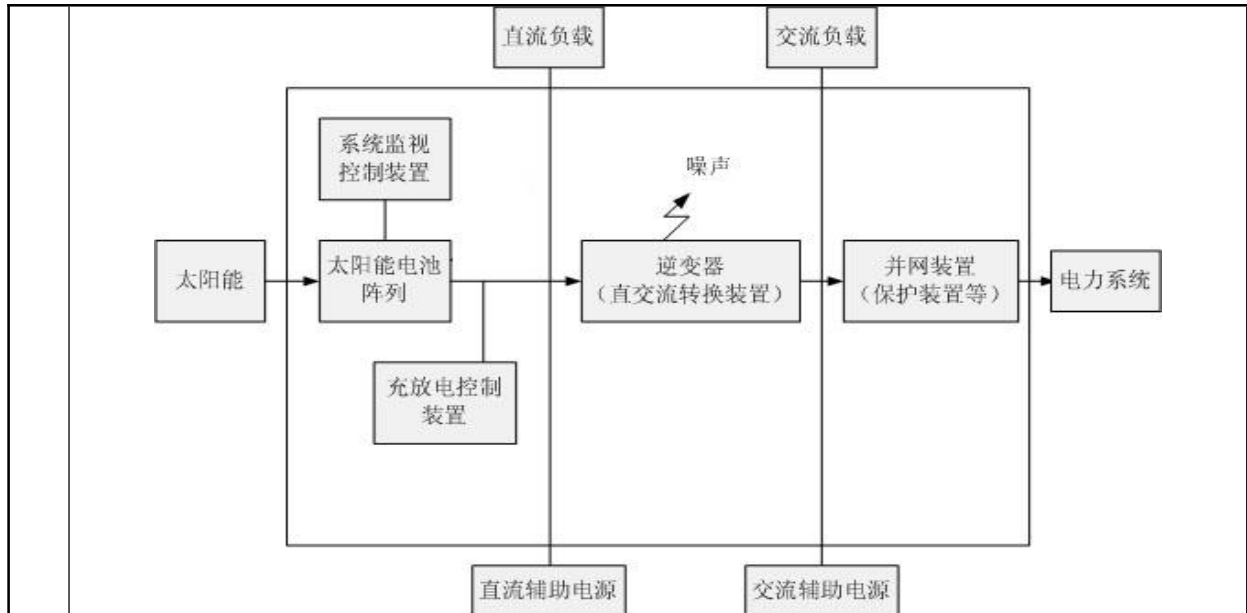 直流负载
交流负载
系统监视
控制装置
噪声
太阳能
太阳能电池
阵列
逆变器
（直交流转换装置）
并网装置
（保护装置等）
电力系统
充放电控制
装置
直流辅助电源
交流辅助电源